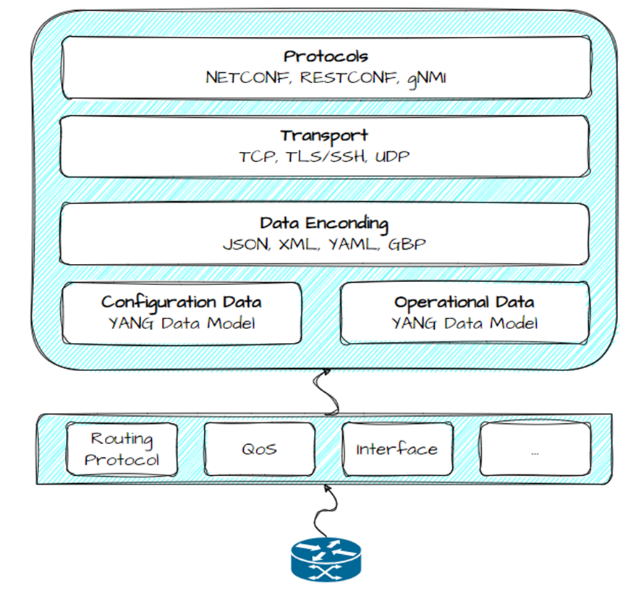 Protocols
NETCONF, RESTCONF, gNMI
Transport
TCP, TLS/SSH, UDP
Data Enconding
JSON, XML, YAML, GBP
Configuration Data
YANG Data Model
Operational Data
YANG Data Model
Routing
Protocol
QoS
Interface
...